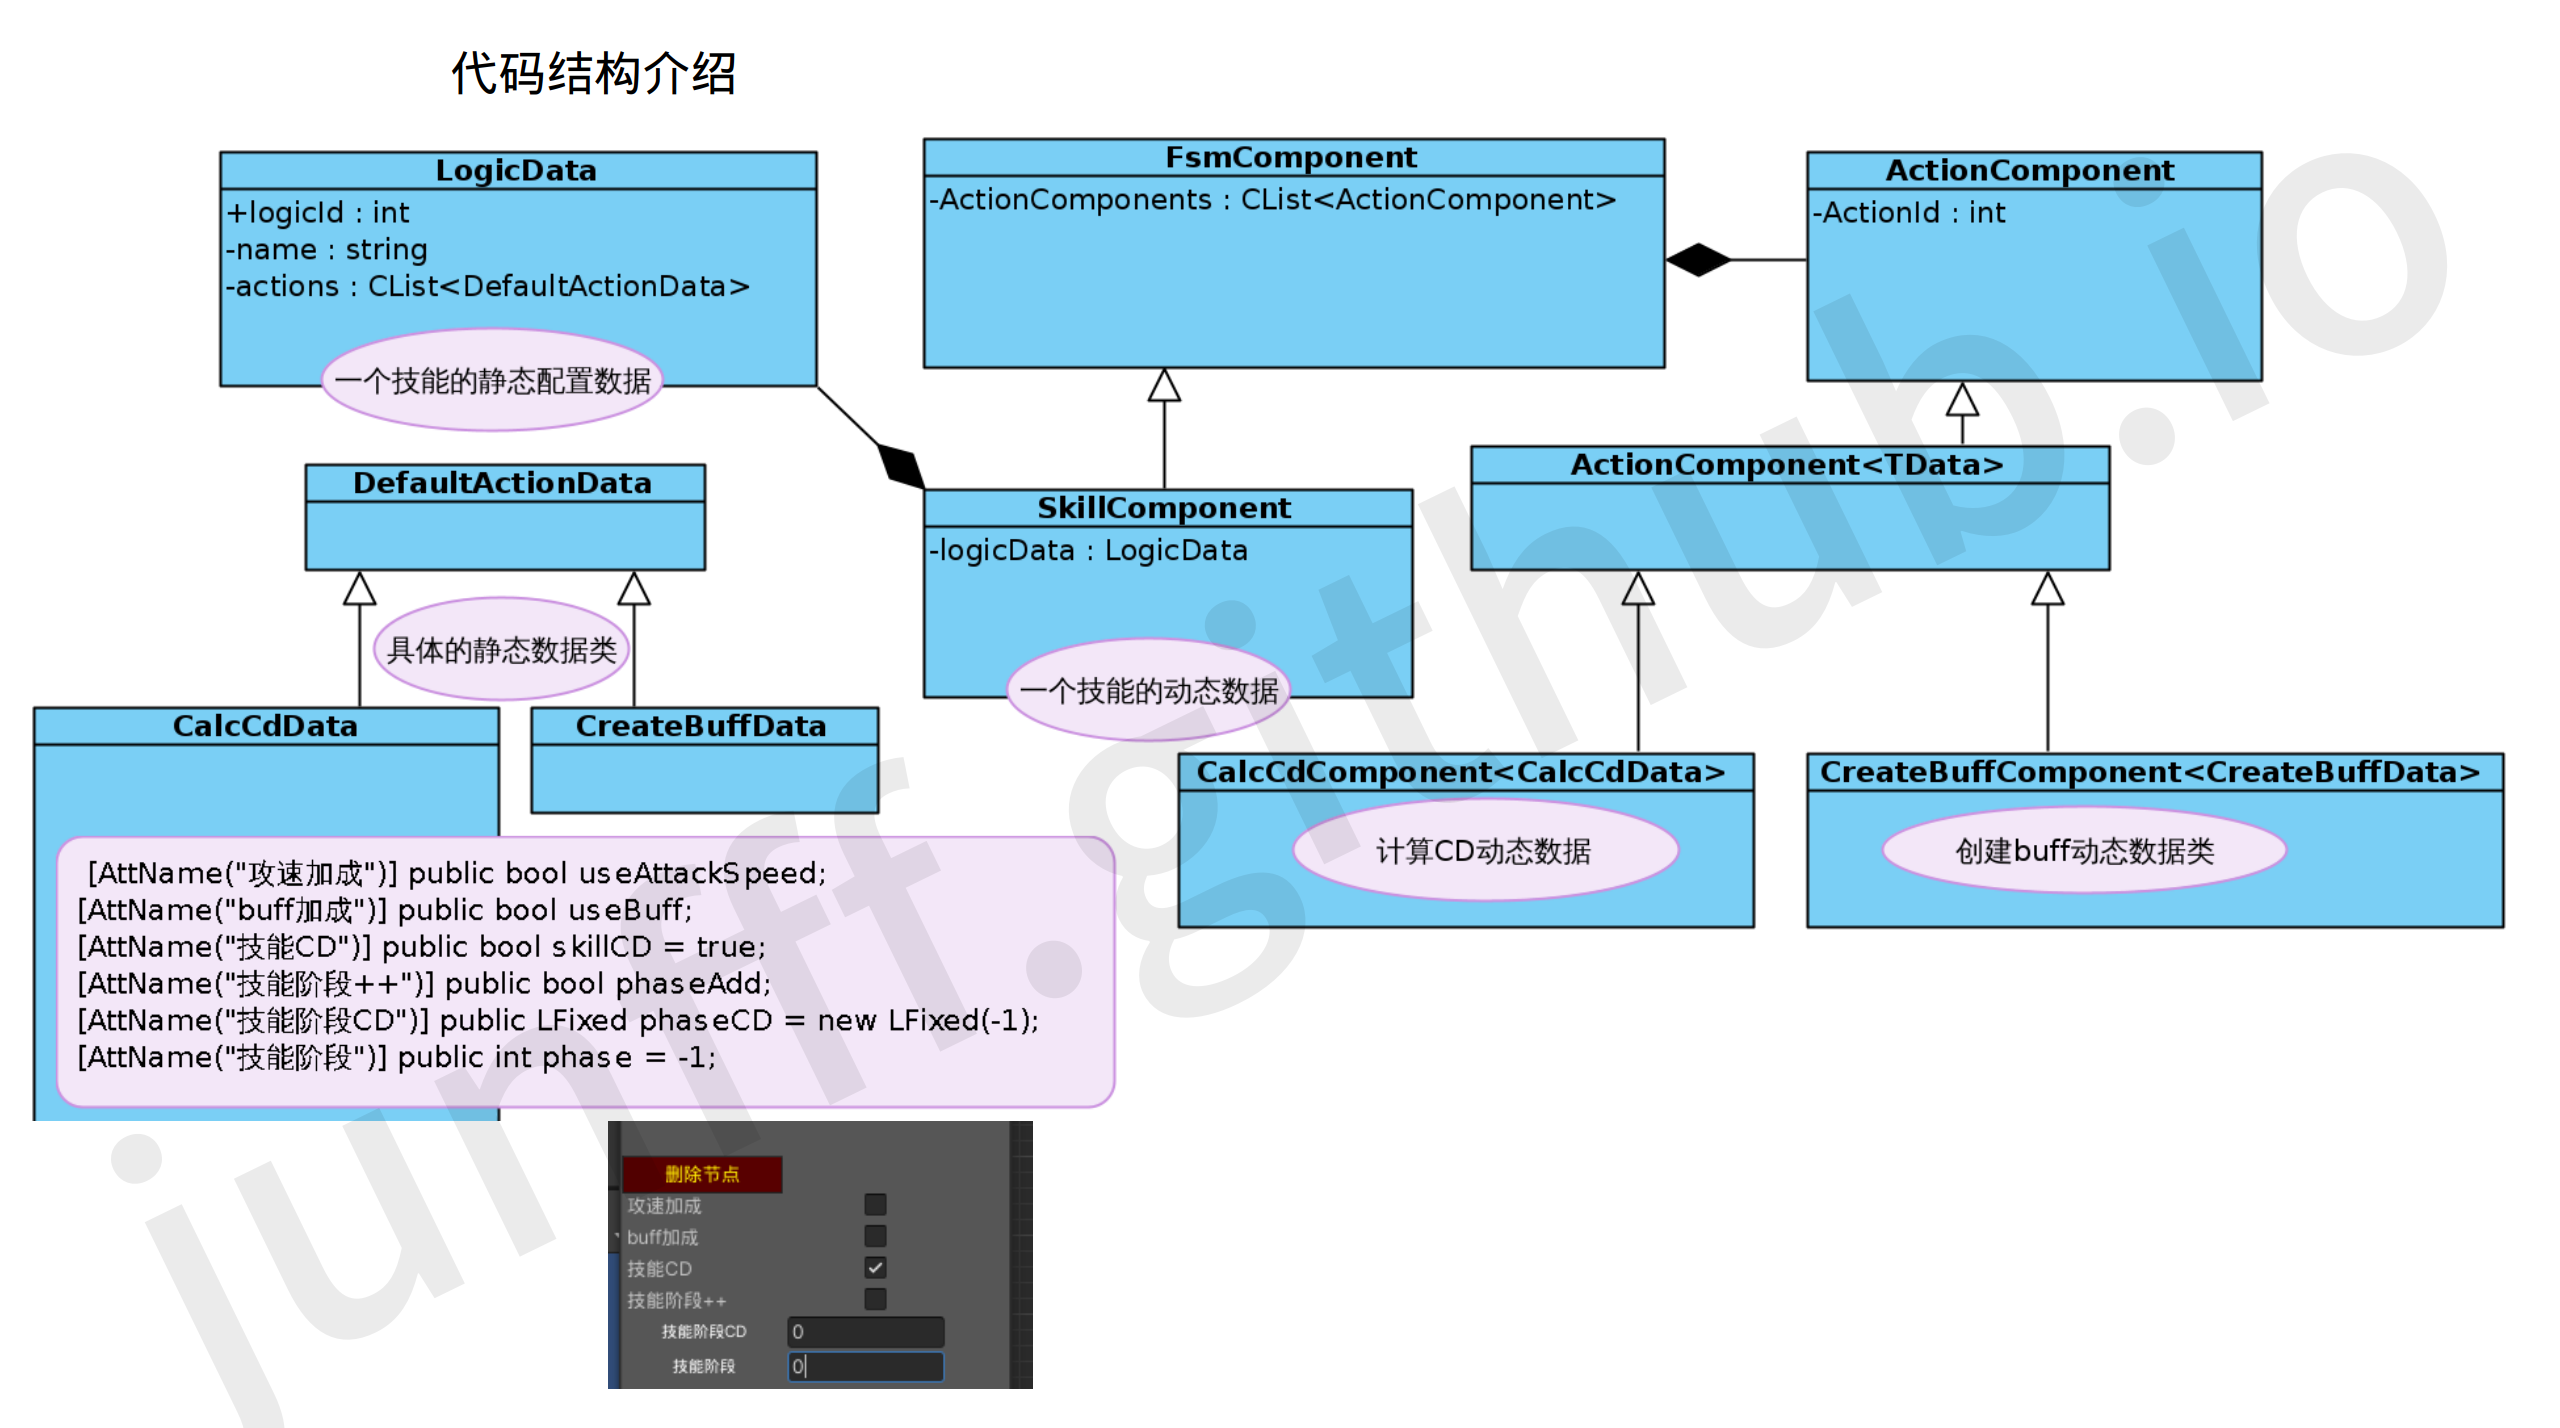 代码结构介绍
LogicData
+logicId : int
-name : string
-actions : CList<DefaultActionData>
一个技能的静态配置数据
FsmComponent
-ActionComponents : CList<ActionComponent>
ActionComponent
-ActionId : int
DefaultActionData
具体的静态数据类
SkillComponent
-logicData : LogicData
一个技能的动态数据
ActionComponent<TData>
CalcCdData
CreateBuffData
CalcCdComponent<CalcCdData>
计算CD动态数据
CreateBuffComponent<CreateBuffData>
创建buff动态数据类
[AttName("攻速加成")] public bool useAttackSpeed;
[AttName("buff加成")] public bool useBuff;
[AttName("技能CD")] public bool skillCD = true;
[AttName("技能阶段++")] public bool phaseAdd;
[AttName("技能阶段CD")] public LFixed phaseCD = new LFixed(-1);
[AttName("技能阶段")] public int phase = -1;
删除节点
攻速加成
buff加成
技能CD
技能阶段++
技能阶段CD 0
技能阶段 0
junff.github.io